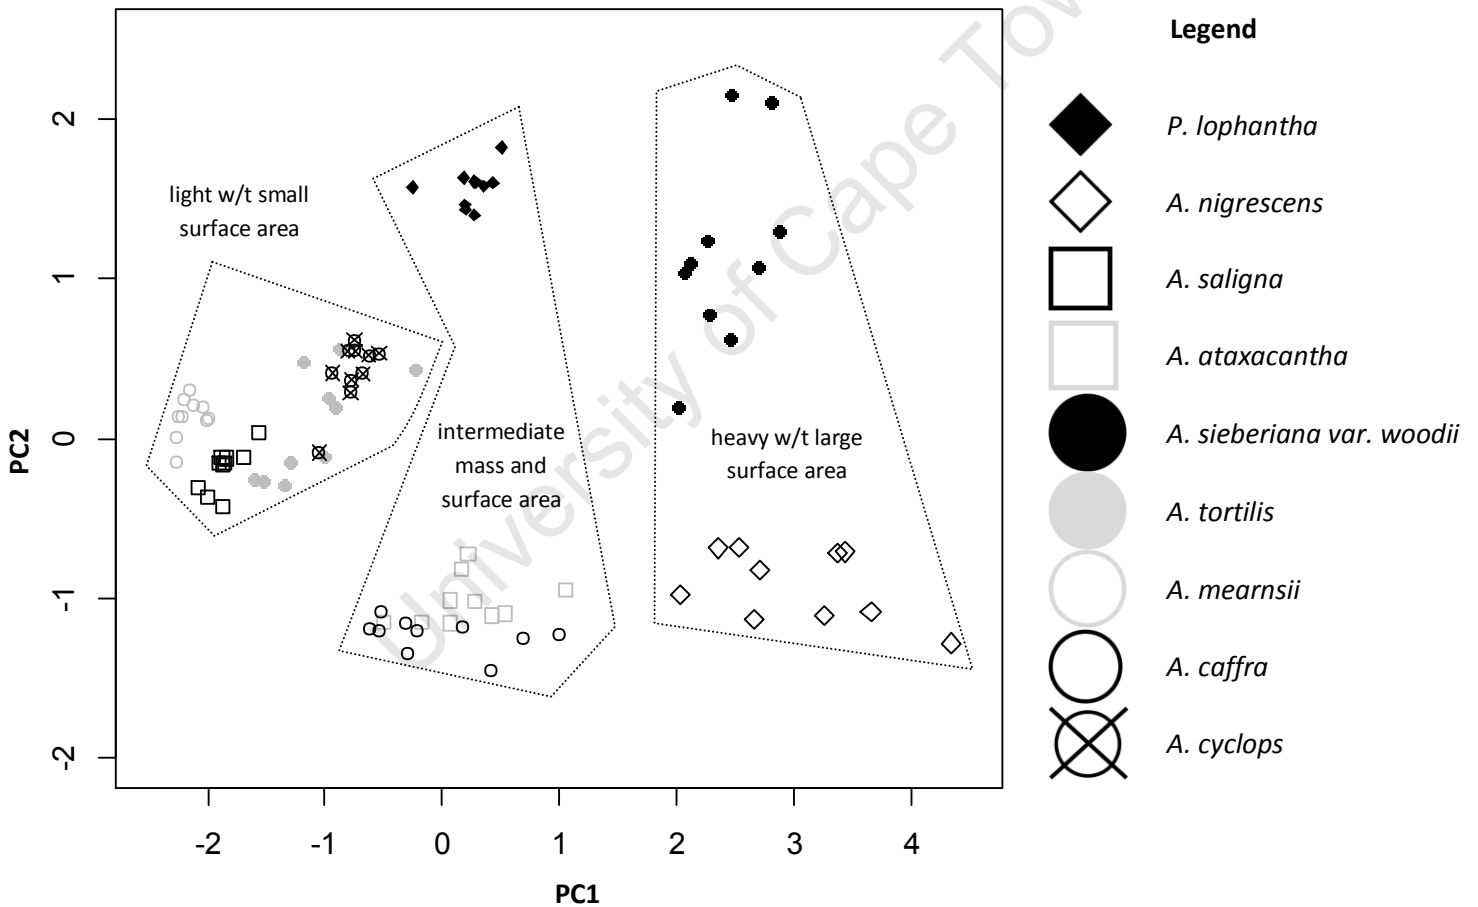 Legend
P. lophantha
A. nigrescens
A. saligna
A. ataxacantha
A. sieberiana var. woodii
A. tortilis
A. mearnsii
A. caffra
A. cyclops
light w/t small
surface area
intermediate
mass and
surface area
heavy w/t large
surface area
PC2
2
1
0
-1
-2
-2
-1
0
1
2
3
4
PC1
University of Cape Tow